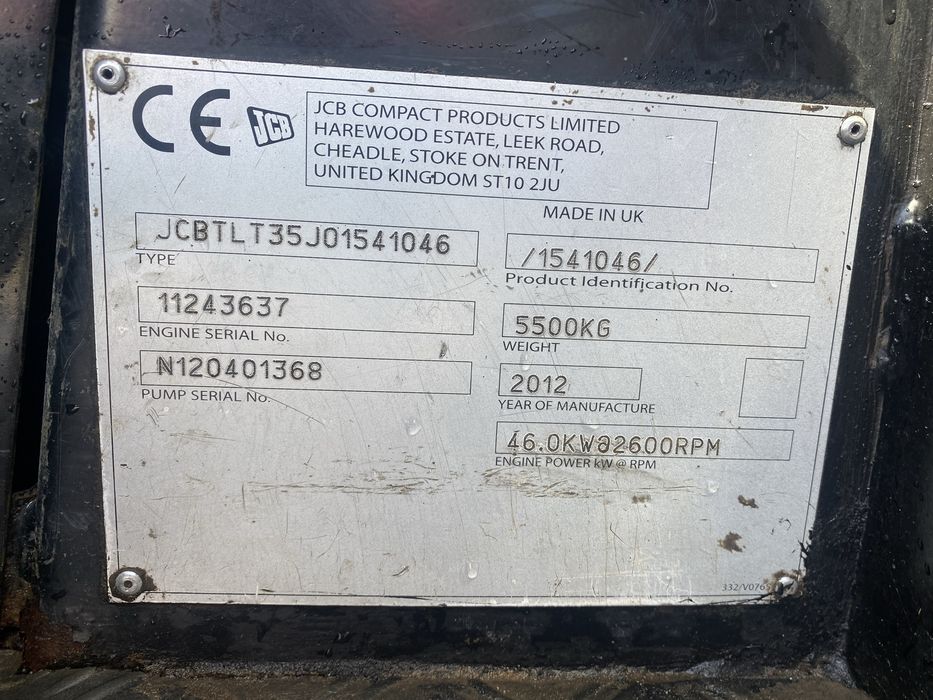 CE JCB
JCB COMPACT PRODUCTS LIMITED
HAREWOOD ESTATE, LEEK ROAD,
CHEADLE, STOKE ON TRENT,
UNITED KINGDOM ST10 2JU
MADE IN UK
JCBTLT35J01541046
TYPE
/1541046/
Product Identification No.
11243637
ENGINE SERIAL No.
5500KG
WEIGHT
N120401368
PUMP SERIAL No.
2012
YEAR OF MANUFACTURE
46.0KW@2600RPM
ENGINE POWER kW @ RPM